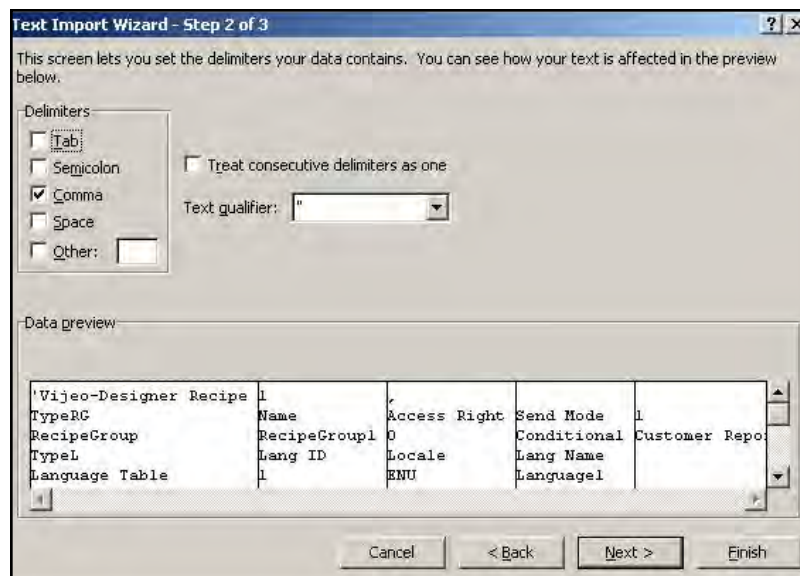 Text Import Wizard - Step 2 of 3
This screen lets you set the delimiters your data contains.  You can see how your text is affected in the preview
below.
Delimiters
Tab
Semicolon
Treat consecutive delimiters as one
Comma
Text qualifier: "
Space
Other:
Data preview
'Vijeo-Designer Recipe 1 ,
TypeRG Name Access Right Send Mode 1
RecipeGroup RecipeGroup1 0 Conditional Customer Repo
TypeL Lang ID Locale Lang Name
Language Table 1 ENU Language1
Cancel < Back Next > Finish